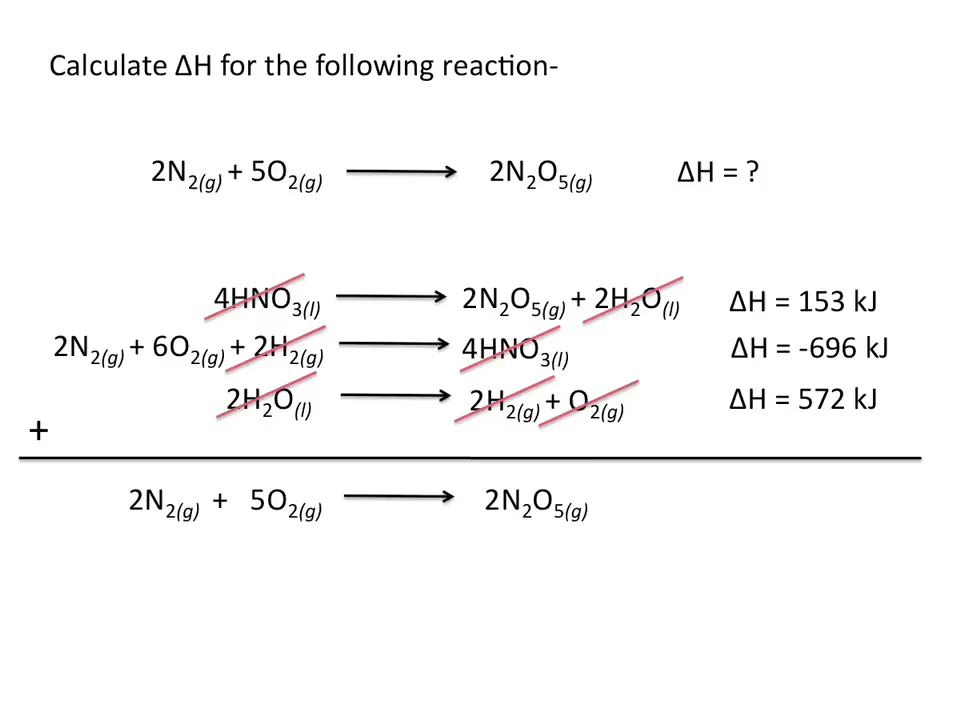 Calculate ΔH for the following reaction-
2N₂(g) + 5O₂(g) ⟶ 2N₂O₅(g) ΔH = ?
4HNO₃(l) ⟶ 2N₂O₅(g) + 2H₂O(l) ΔH = 153 kJ
2N₂(g) + 6O₂(g) + 2H₂(g) ⟶ 4HNO₃(l) ΔH = -696 kJ
2H₂O(l) ⟶ 2H₂(g) + O₂(g) ΔH = 572 kJ
+
2N₂(g) + 5O₂(g) ⟶ 2N₂O₅(g)